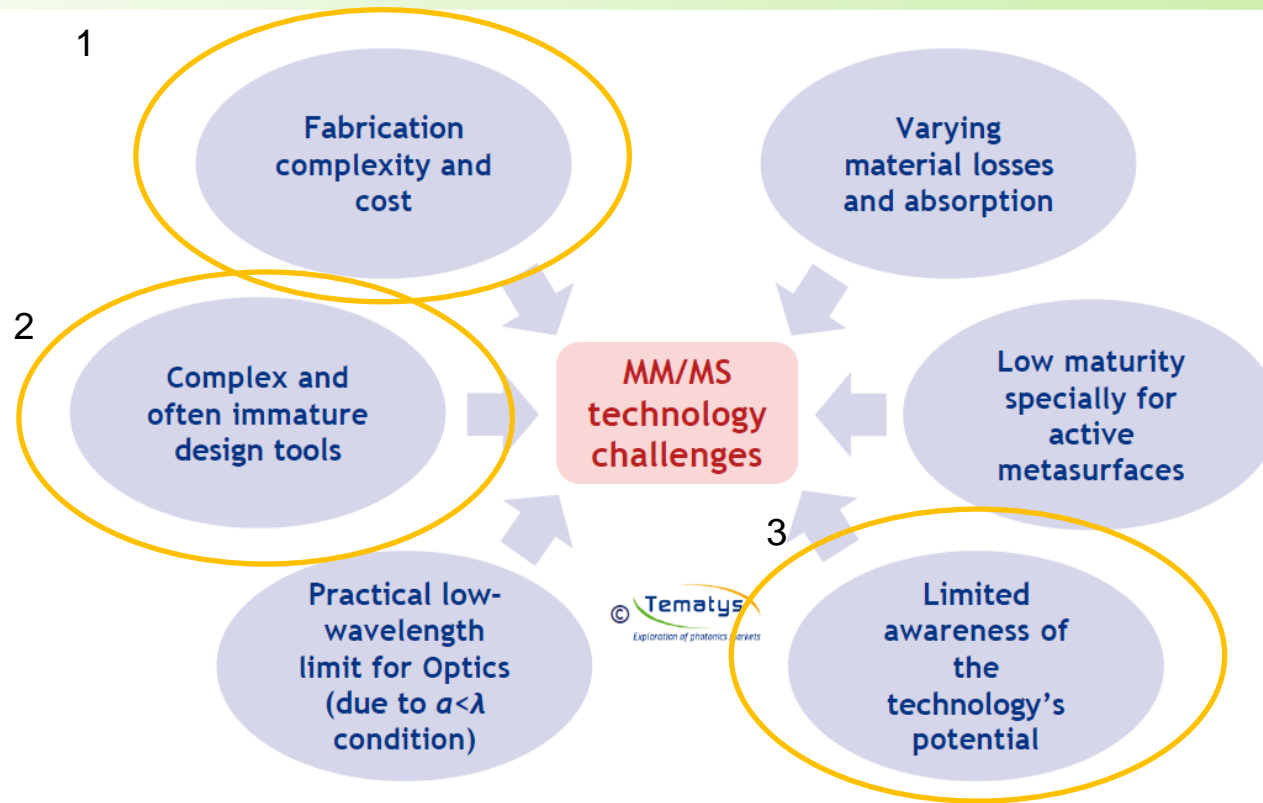 1
Fabrication
complexity and
cost
Varying
material losses
and absorption
2
Complex and
often immature
design tools
MM/MS
technology
challenges
Low maturity
specially for
active
metasurfaces
3
Practical low-
wavelength
limit for Optics
(due to a<λ
condition)
© Tematys
Exploration of photonics markets
Limited
awareness of
the
technology's
potential